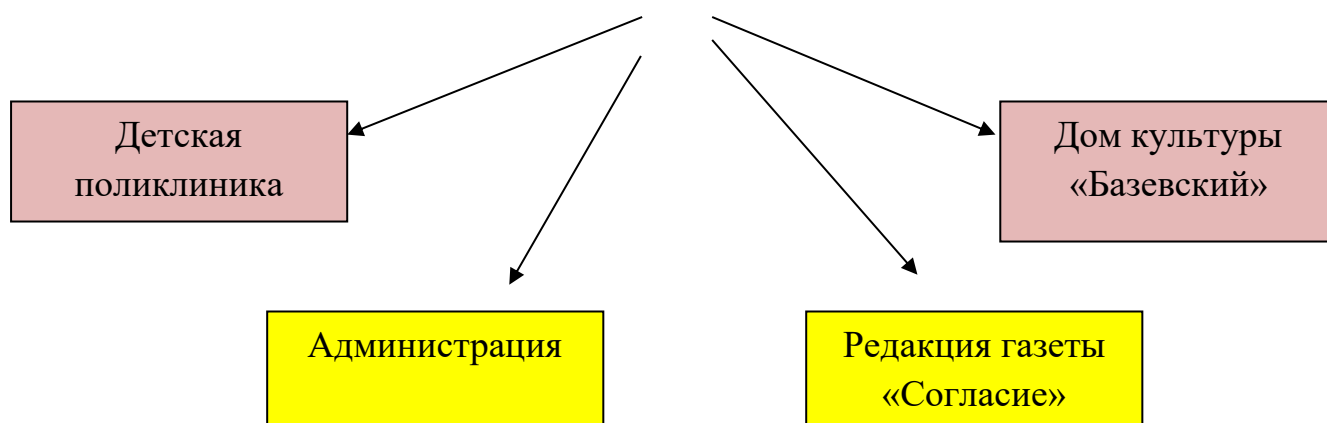 Детская
поликлиника
Дом культуры
«Базевский»
Администрация
Редакция газеты
«Согласие»